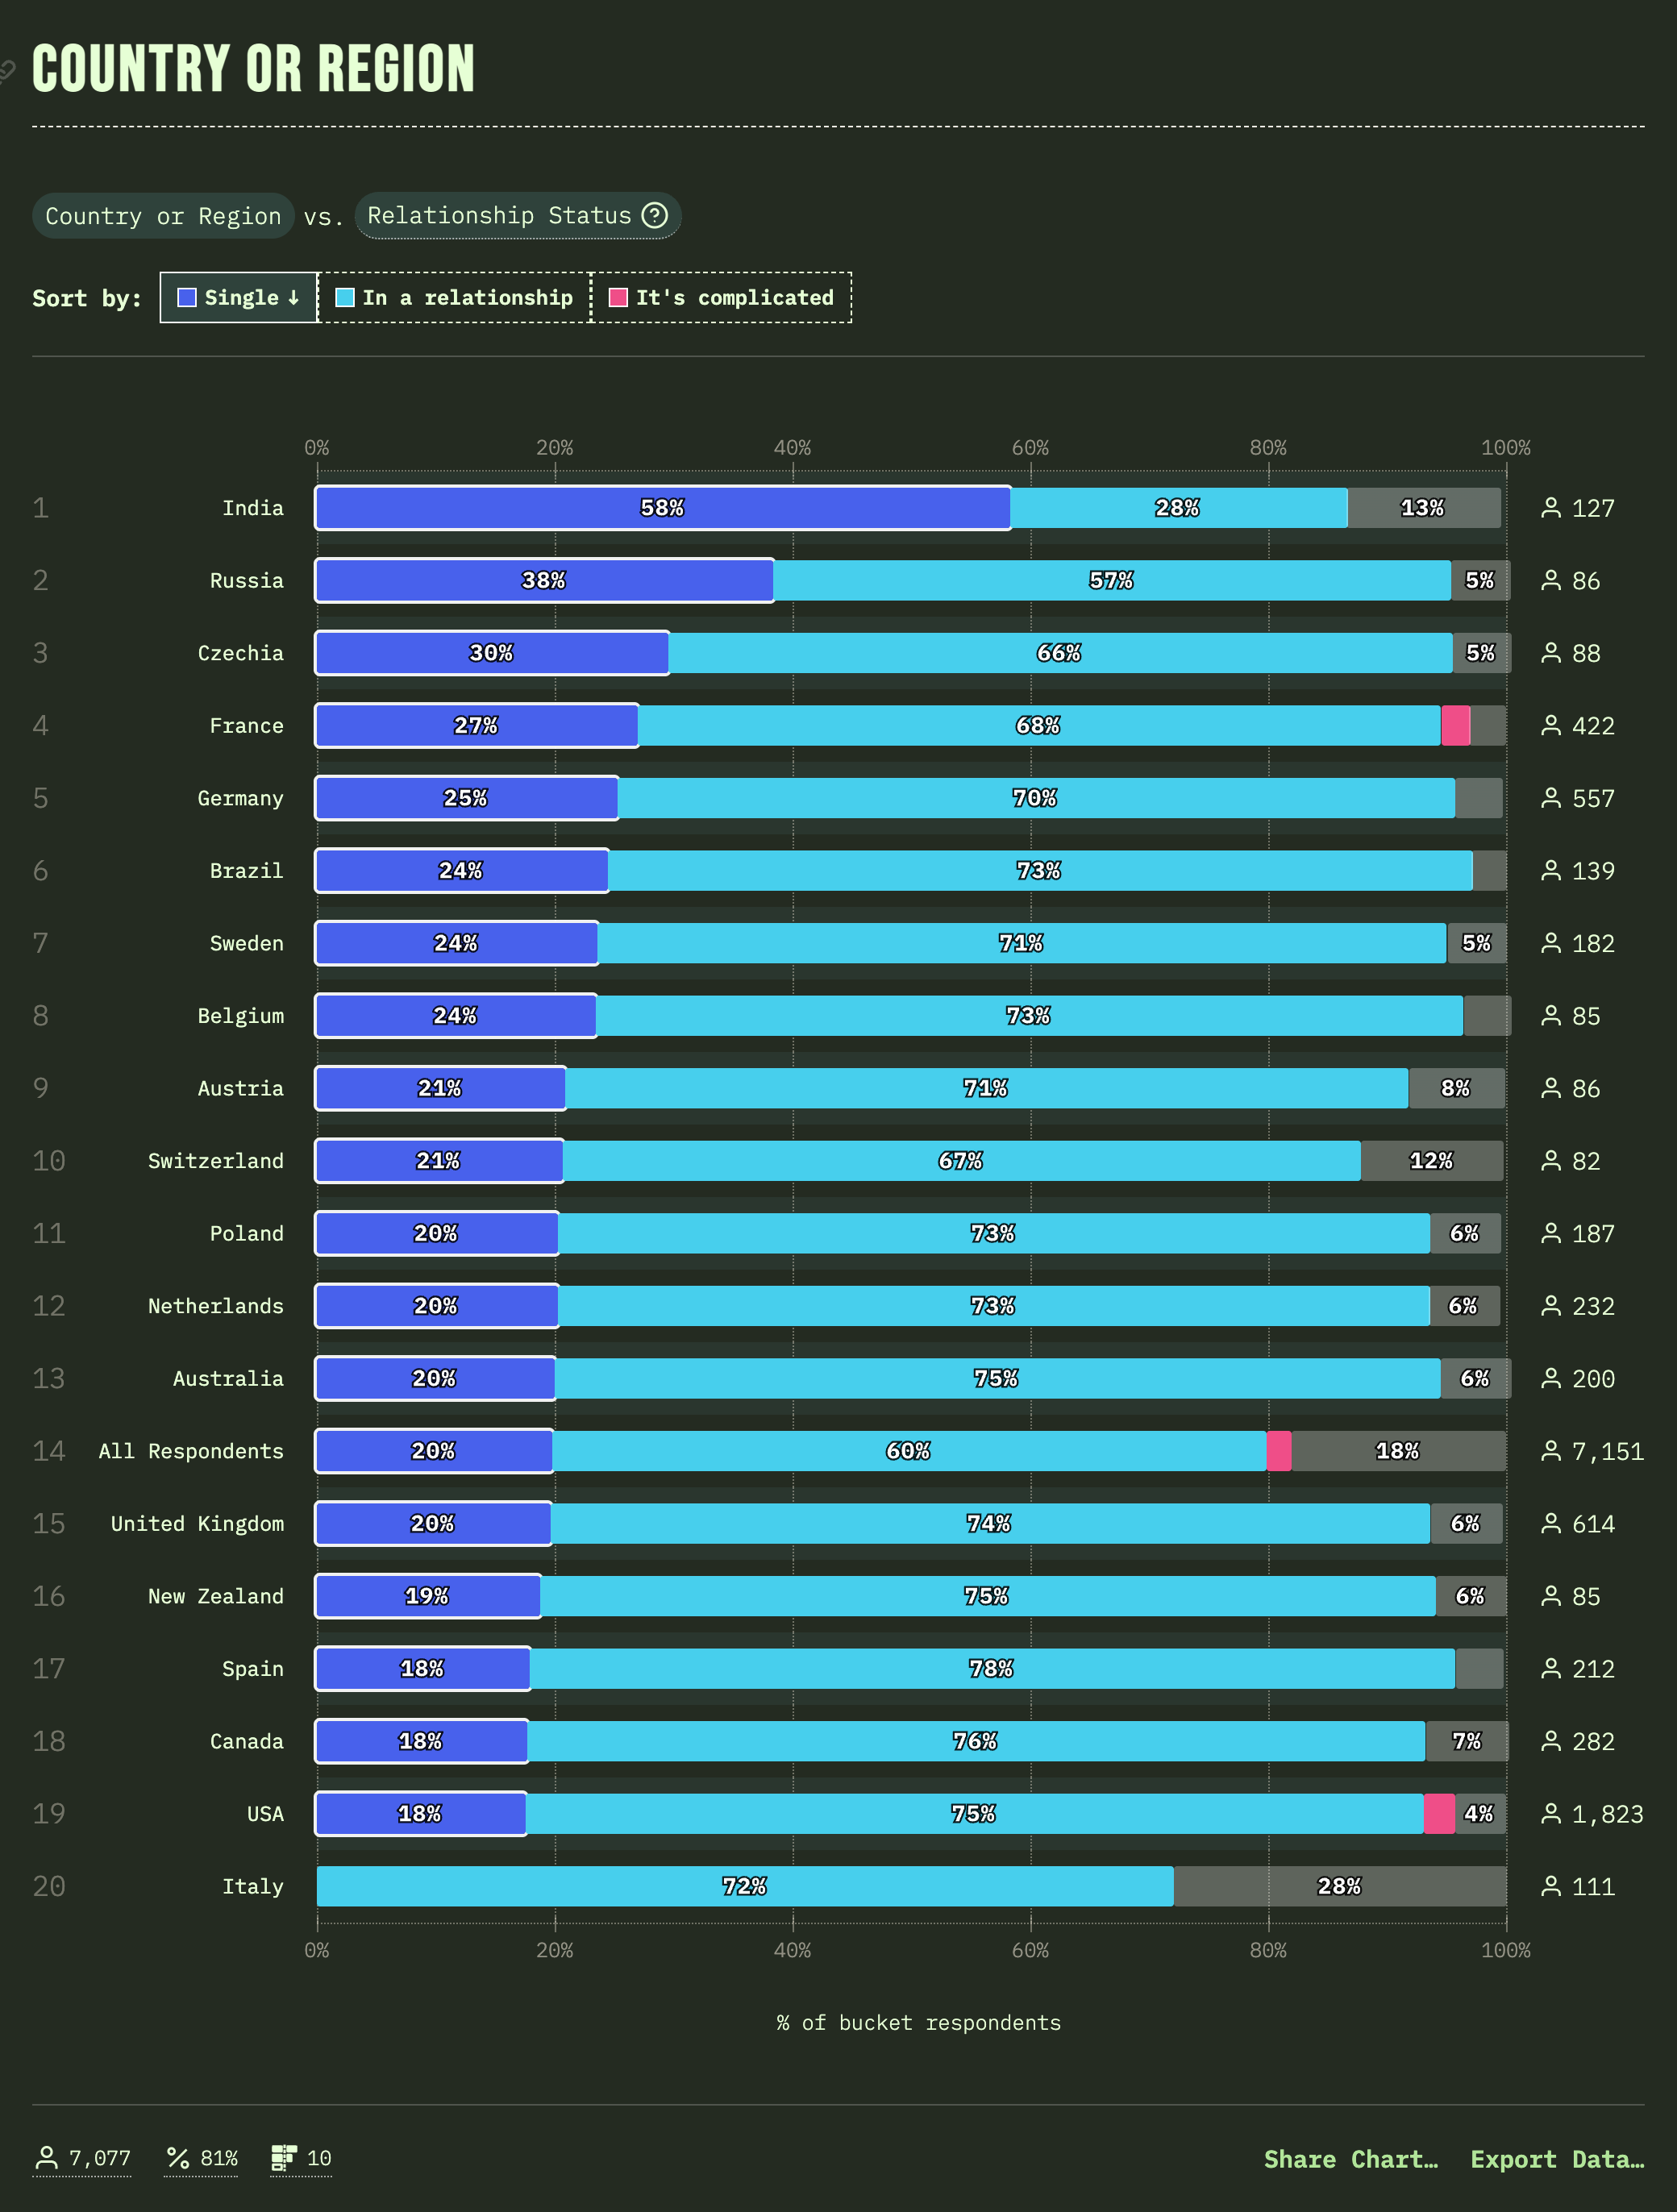 COUNTRY OR REGION
Country or Region vs. Relationship Status ?
Sort by: Single ↓ In a relationship It's complicated
0% 20% 40% 60% 80% 100%
1 India 58% 28% 13% 127
2 Russia 38% 57% 5% 86
3 Czechia 30% 66% 5% 88
4 France 27% 68% 422
5 Germany 25% 70% 557
6 Brazil 24% 73% 139
7 Sweden 24% 71% 5% 182
8 Belgium 24% 73% 85
9 Austria 21% 71% 8% 86
10 Switzerland 21% 67% 12% 82
11 Poland 20% 73% 6% 187
12 Netherlands 20% 73% 6% 232
13 Australia 20% 75% 6% 200
14 All Respondents 20% 60% 18% 7,151
15 United Kingdom 20% 74% 6% 614
16 New Zealand 19% 75% 6% 85
17 Spain 18% 78% 212
18 Canada 18% 76% 7% 282
19 USA 18% 75% 4% 1,823
20 Italy 72% 28% 111
0% 20% 40% 60% 80% 100%
% of bucket respondents
7,077 % 81% 10 Share Chart… Export Data…